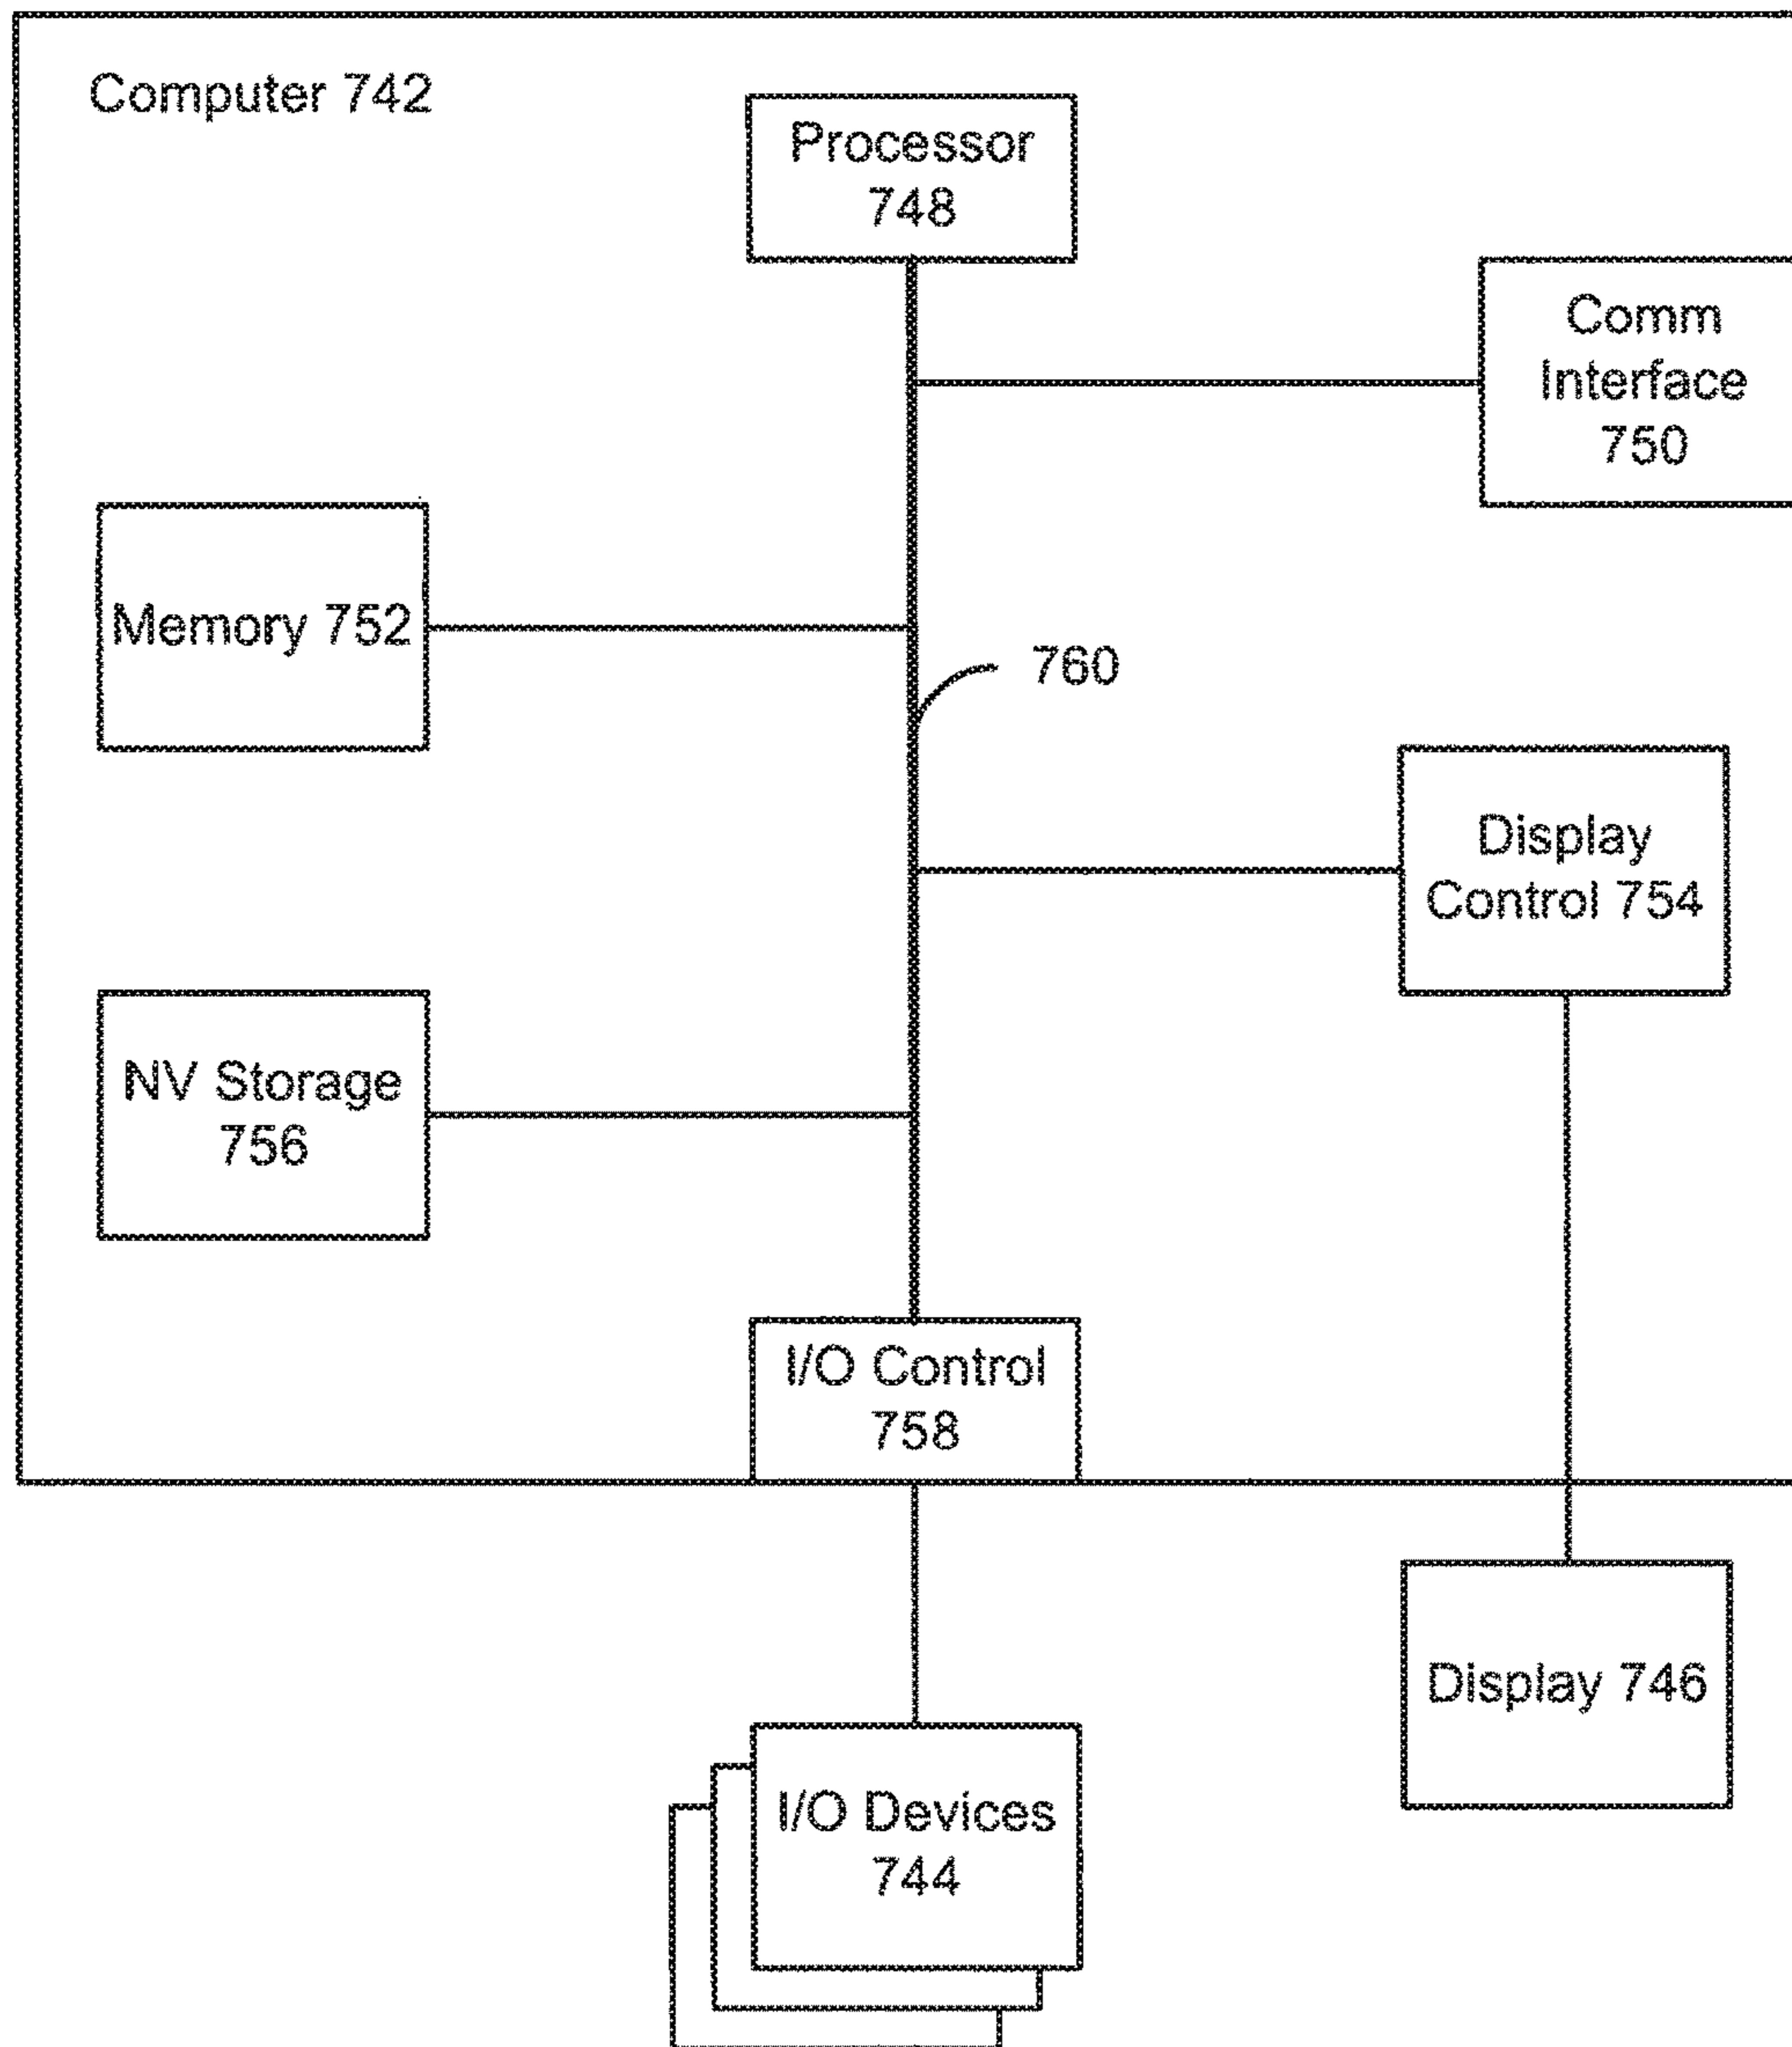 Computer 742
Processor
748
Comm
Interface
750
Memory 752
760
Display
Control 754
NV Storage
756
I/O Control
758
Display 746
I/O Devices
744